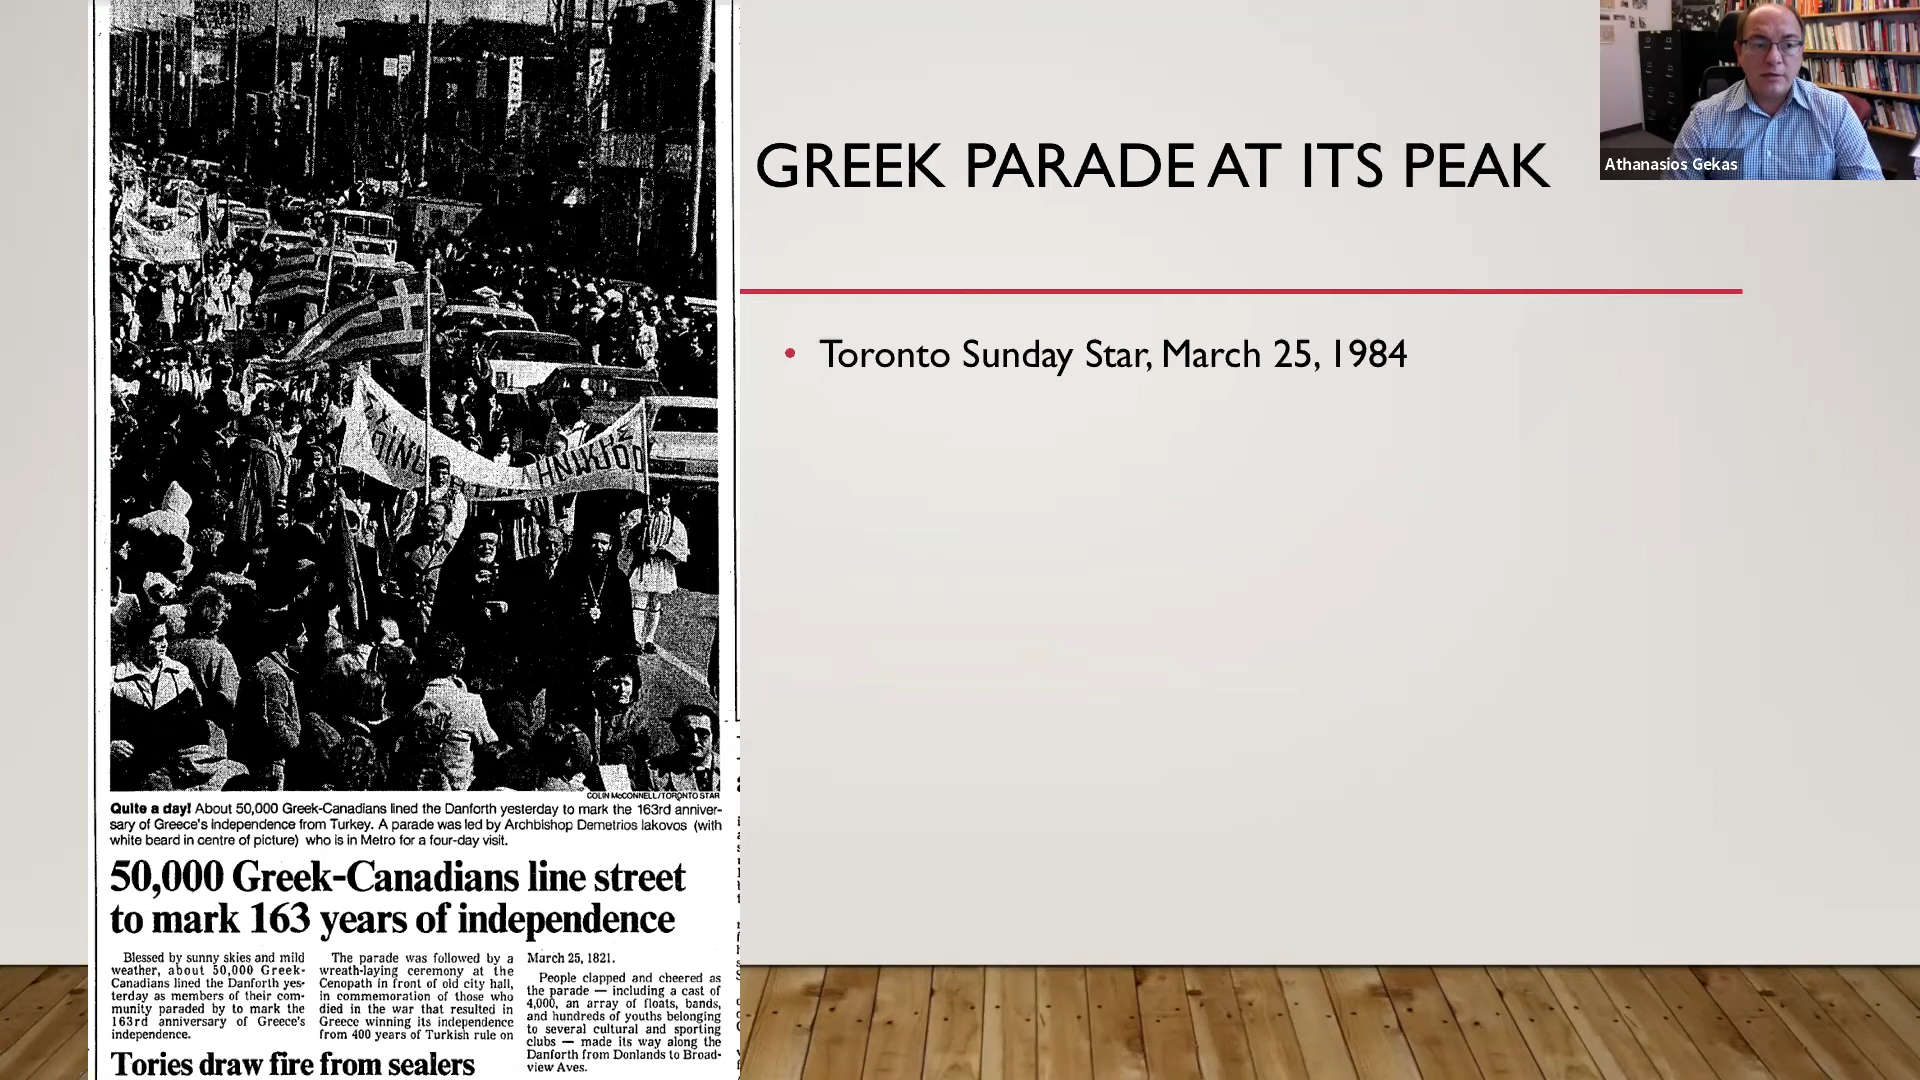 GREEK PARADE AT ITS PEAK
Athanasios Gekas
• Toronto Sunday Star, March 25, 1984
COLIN McCONNELL/TORONTO STAR
Quite a day! About 50,000 Greek-Canadians lined the Danforth yesterday to mark the 163rd anniver-
sary of Greece's independence from Turkey. A parade was led by Archbishop Demetrios Iakovos (with
white beard in centre of picture) who is in Metro for a four-day visit.
50,000 Greek-Canadians line street
to mark 163 years of independence
Blessed by sunny skies and mild
weather, about 50,000 Greek-
Canadians lined the Danforth yes-
terday as members of their com-
munity paraded by to mark the
163rd anniversary of Greece's
independence.
The parade was followed by a
wreath-laying ceremony at the
Cenopath in front of old city hall,
in commemoration of those who
died in the war that resulted in
Greece winning its independence
from 400 years of Turkish rule on
March 25, 1821.
People clapped and cheered as
the parade — including a cast of
4,000, an array of floats, bands,
and hundreds of youths belonging
to several cultural and sporting
clubs — made its way along the
Danforth from Donlands to Broad-
view Aves.
Tories draw fire from sealers